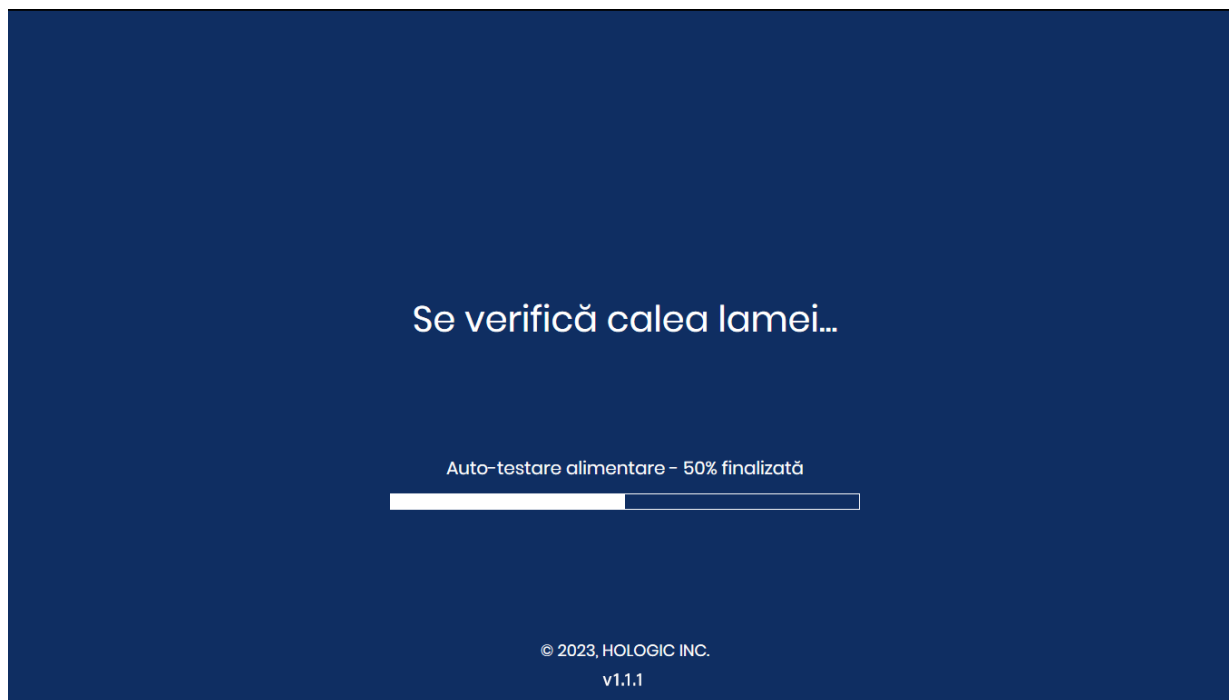 Se verifică calea lamei...
Auto-testare alimentare - 50% finalizată
© 2023, HOLOGIC INC.
v1.1.1